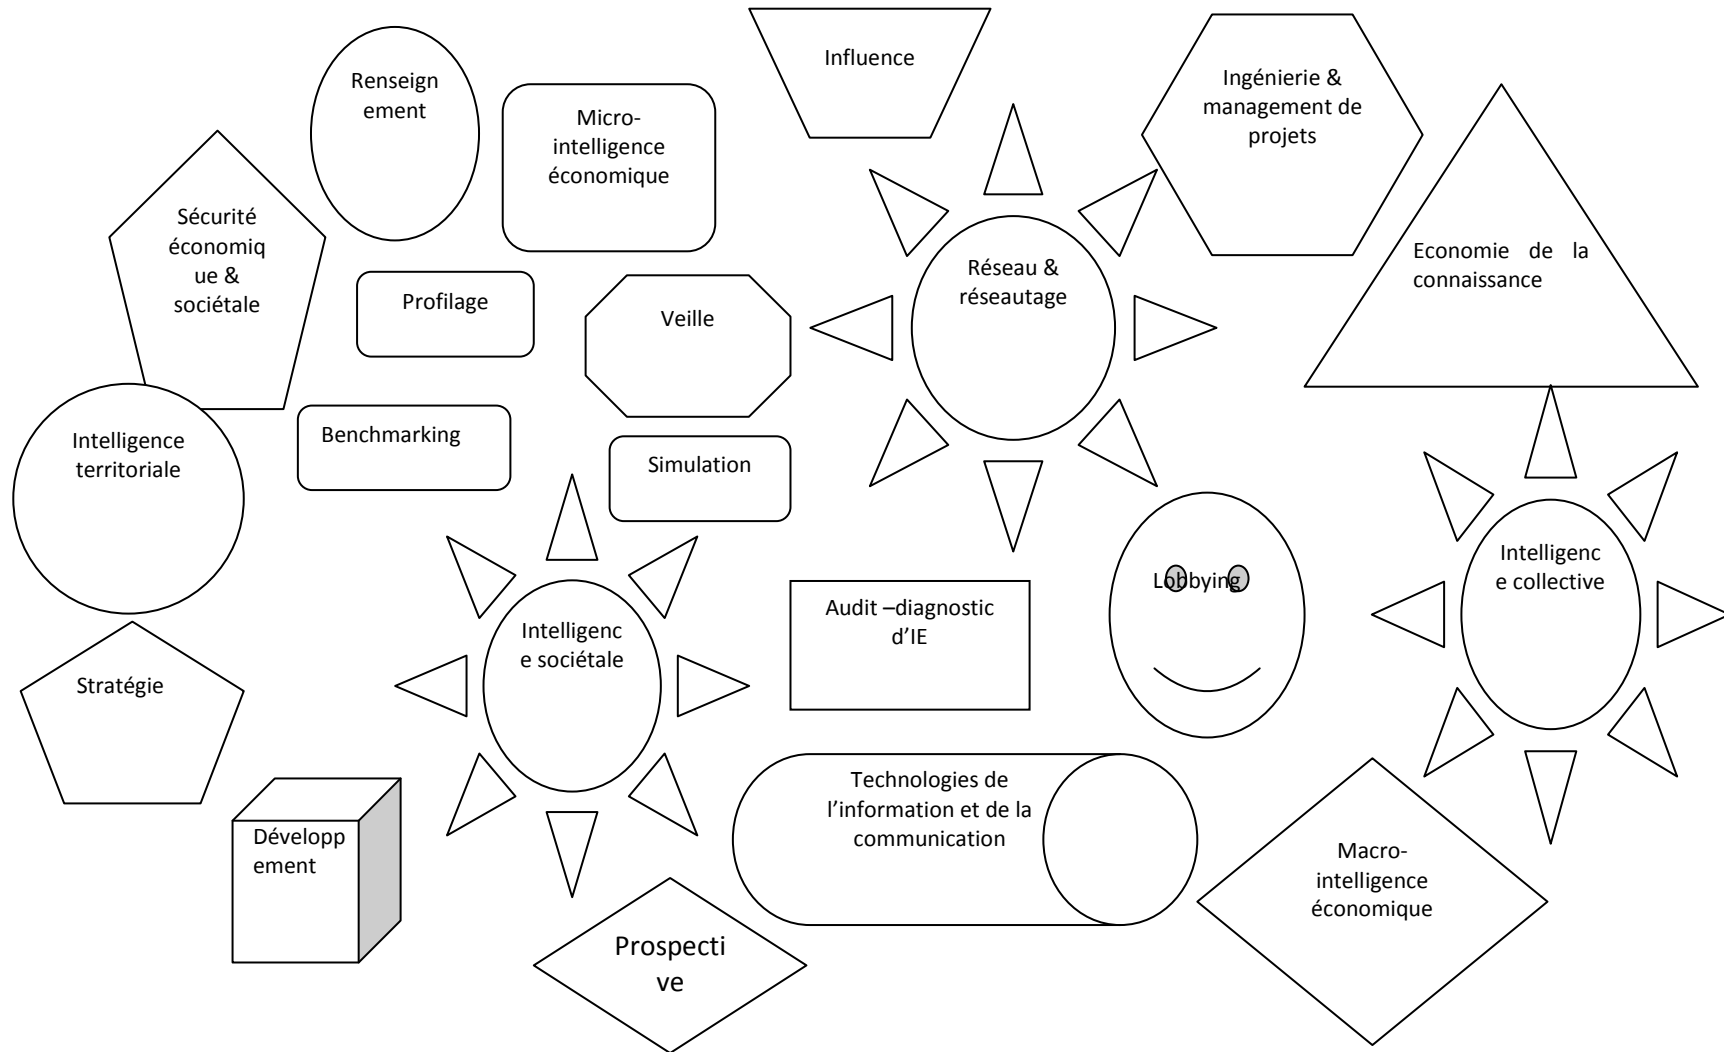 Influence
Renseign
ement
Ingénierie &
management de
projets
Micro-
intelligence
économique
Sécurité
économiq
ue &
sociétale
Economie de la
connaissance
Réseau &
réseautage
Profilage
Veille
Intelligence
territoriale
Benchmarking
Simulation
Intelligenc
e collective
Lobbying
Audit –diagnostic
d’IE
Intelligenc
e sociétale
Stratégie
Technologies de
l’information et de la
communication
Développ
ement
Macro-
intelligence
économique
Prospecti
ve